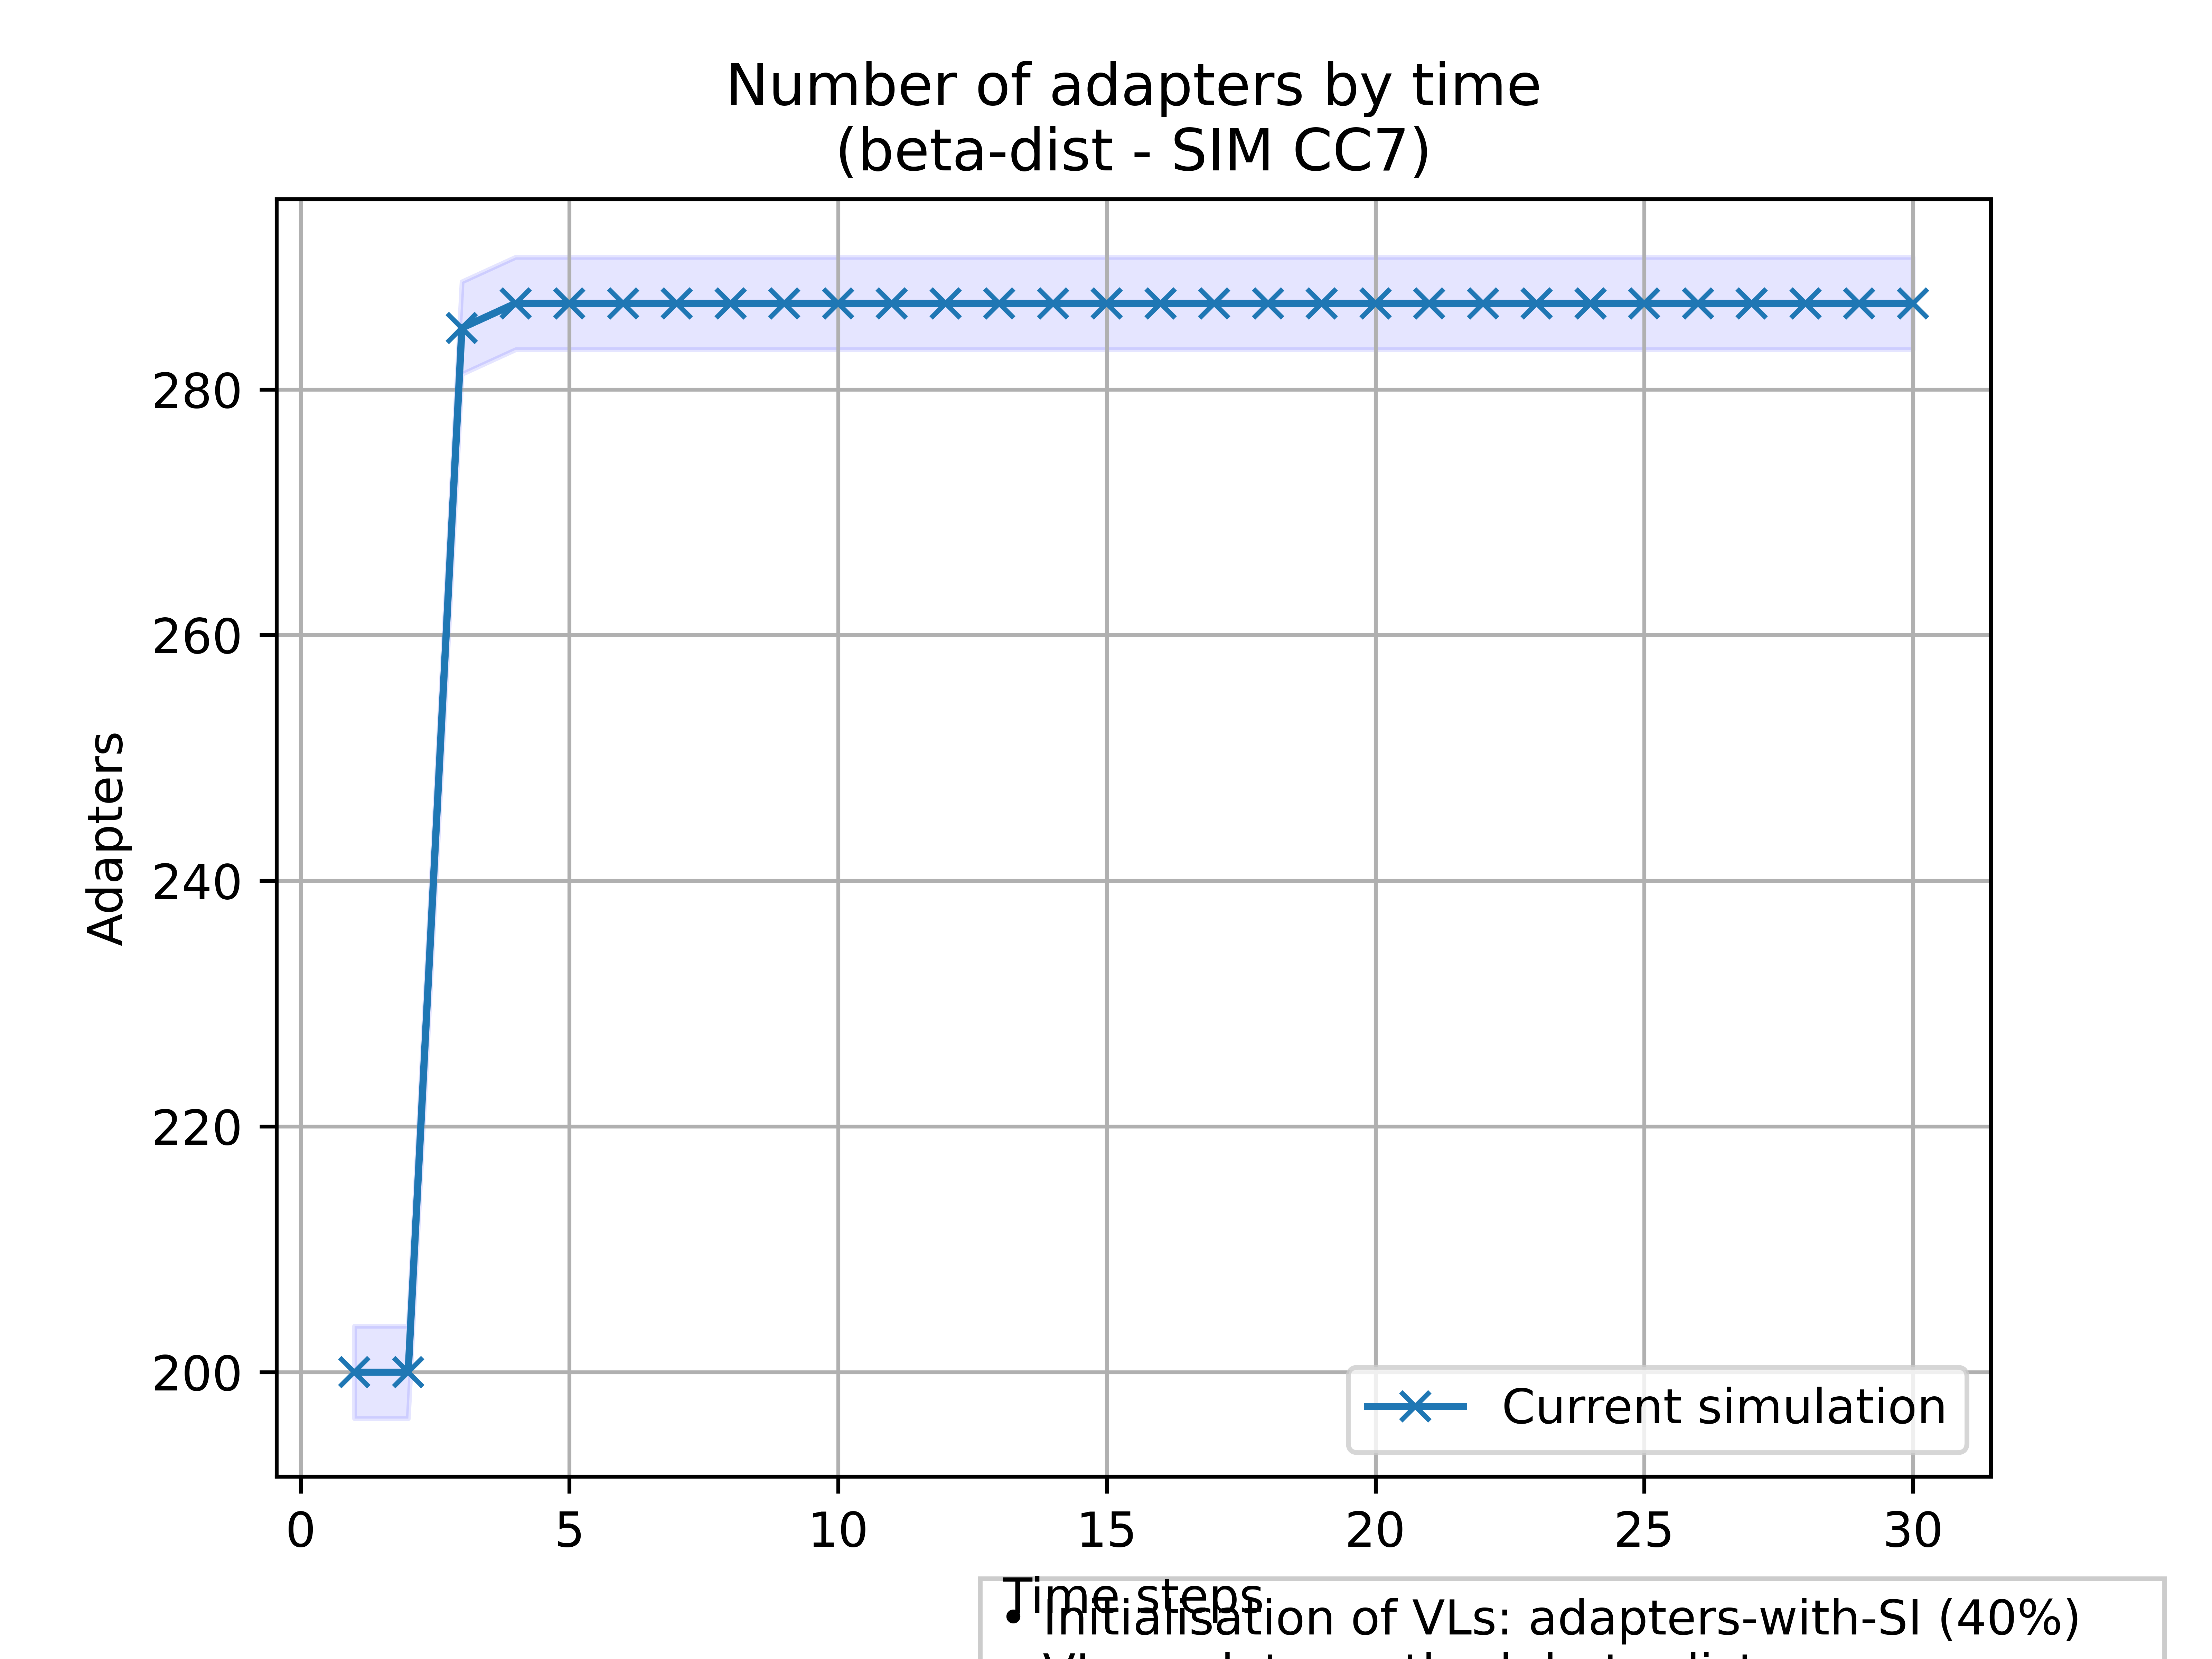 Number of adapters by time
(beta-dist - SIM CC7)
Adapters
280
260
240
220
200
Current simulation
0 5 10 15 20 25 30
Time steps
• Initialisation of VLs: adapters-with-SI (40%)